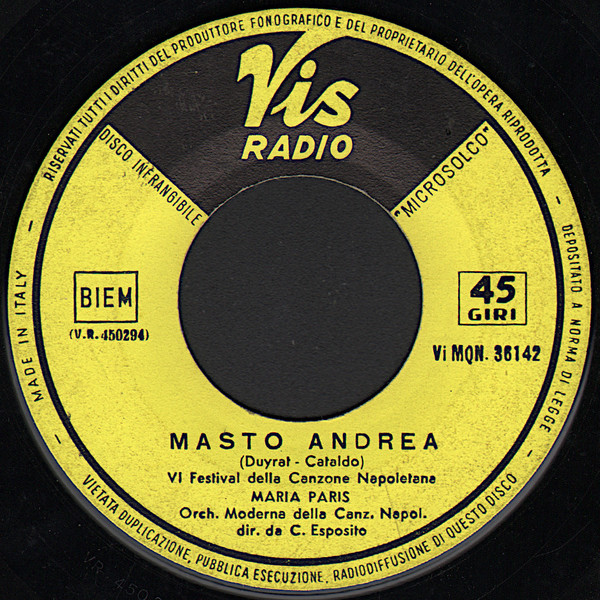 RISERVATI TUTTI I DIRITTI DEL PRODUTTORE FONOGRAFICO E DEL PROPRIETARIO DELL'OPERA RIPRODOTTA
Vis
RADIO
DISCO INFRANGIBILE
"MICROSOLCO"
BIEM
(V.R. 450294)
45
GIRI
Vi MQN. 36142
MASTO ANDREA
(Duyrat - Cataldo)
VI Festival della Canzone Napoletana
MARIA PARIS
Orch. Moderna della Canz. Napol.
dir. da C. Esposito
— MADE IN ITALY —
— DEPOSITATO A NORMA DI LEGGE —
VIETATA DUPLICAZIONE, PUBBLICA ESECUZIONE, RADIODIFFUSIONE DI QUESTO DISCO